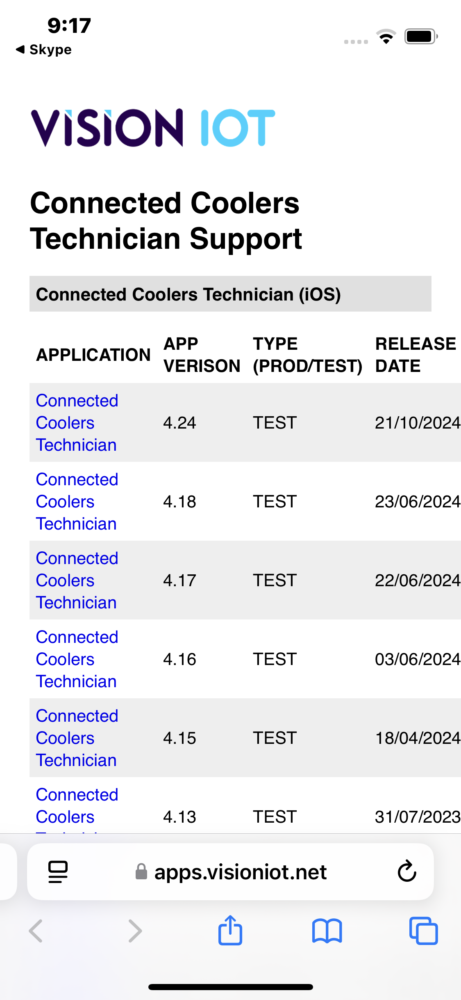 9:17
◀ Skype
VISION IOT
Connected Coolers
Technician Support
Connected Coolers Technician (iOS)
APPLICATION APP VERISON TYPE (PROD/TEST) RELEASE DATE
Connected Coolers Technician 4.24 TEST 21/10/2024
Connected Coolers Technician 4.18 TEST 23/06/2024
Connected Coolers Technician 4.17 TEST 22/06/2024
Connected Coolers Technician 4.16 TEST 03/06/2024
Connected Coolers Technician 4.15 TEST 18/04/2024
Connected Coolers 4.13 TEST 31/07/2023
apps.visioniot.net